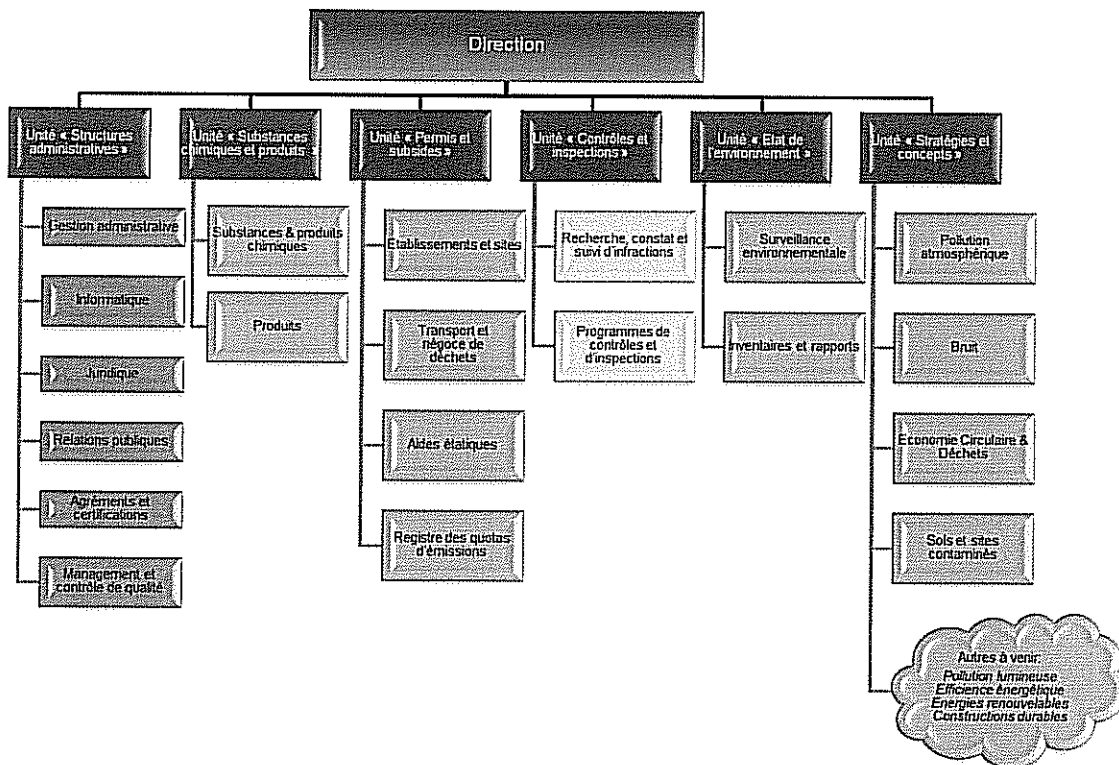 Direction
Unité « Structures
administratives »
Unité « Substances
chimiques et produits »
Unité « Permis et
subsides »
Unité « Contrôles et
inspections »
Unité « Etat de
l'environnement »
Unité « Stratégies et
concepts »
Gestion administrative
Informatique
Juridique
Relations publiques
Agréments et
certifications
Management et
contrôle de qualité
Substances & produits
chimiques
Produits
Etablissements et sites
Transport et
négoce de
déchets
Aides étatiques
Registre des quotas
d'émissions
Recherche, constat et
suivi d'infractions
Programmes de
contrôles et
d'inspections
Surveillance
environnementale
Inventaires et rapports
Pollution
atmosphérique
Bruit
Economie Circulaire &
Déchets
Sols et sites
contaminés
Autres à venir:
Pollution lumineuse
Efficience énergétique
Energies renouvelables
Constructions durables